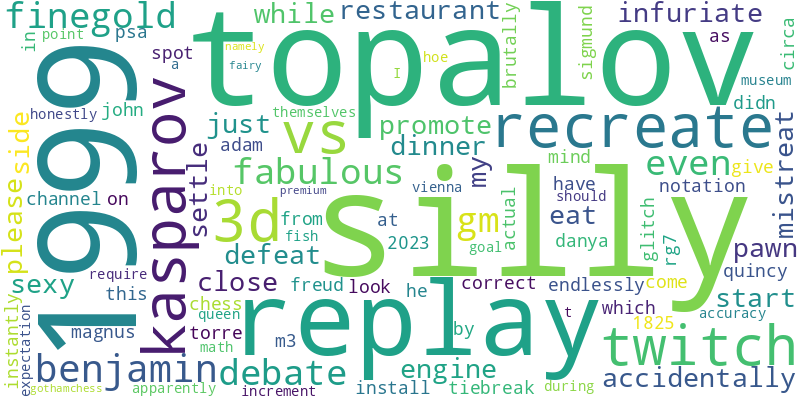 finegold
in
point
psa
1999
spot
a
honestly
john
while
restaurant
topalov
namely
hoe
fairy
I
brutally
sigmund
infuriate
as
circa
museum
didn
side
kasparov
just
vs
promote
themselves
adam
dinner
recreate
mistreat
please
channel
on
settle
fabulous
into
premium
my
mind
even
give
silly
vienna
have
should
notation
3d
from
fish
at
2023
gm
goal
actual
eat
danya
glitch
rg7
pawn
quincy
sexy
require
this
close
defeat
freud
look
he
correct
endlessly
which
come
start
accuracy
instantly
expectation
magnus
chess
torre
queen
math
m3
replay
by
t
1825
twitch
benjamin
gothamchess
apparently
debate
increment
engine
install
tiebreak
during
accidentally